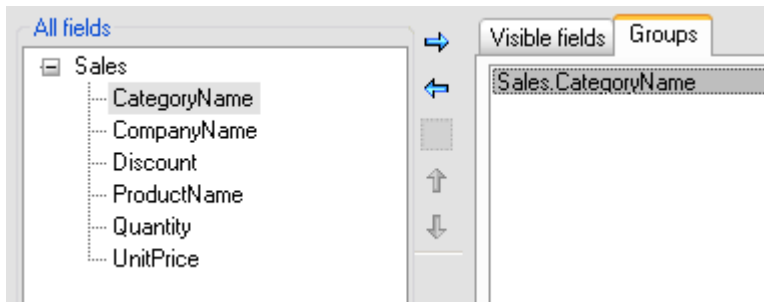 All fields
Sales
CategoryName
CompanyName
Discount
ProductName
Quantity
UnitPrice
Visible fields
Groups
Sales.CategoryName